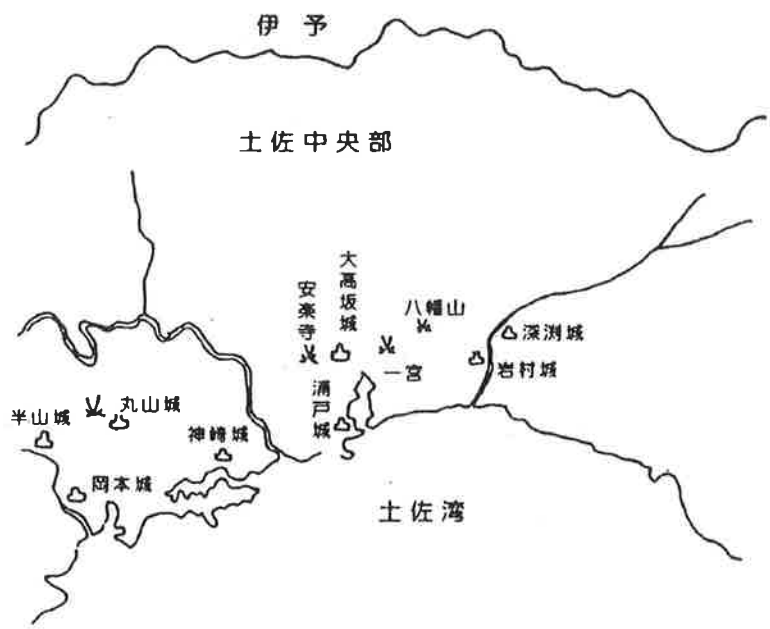 伊予
土佐中央部
大高坂城
安楽寺
八幡山
深渕城
岩村城
一宮
浦戸城
丸山城
半山城
神崎城
岡本城
土佐湾